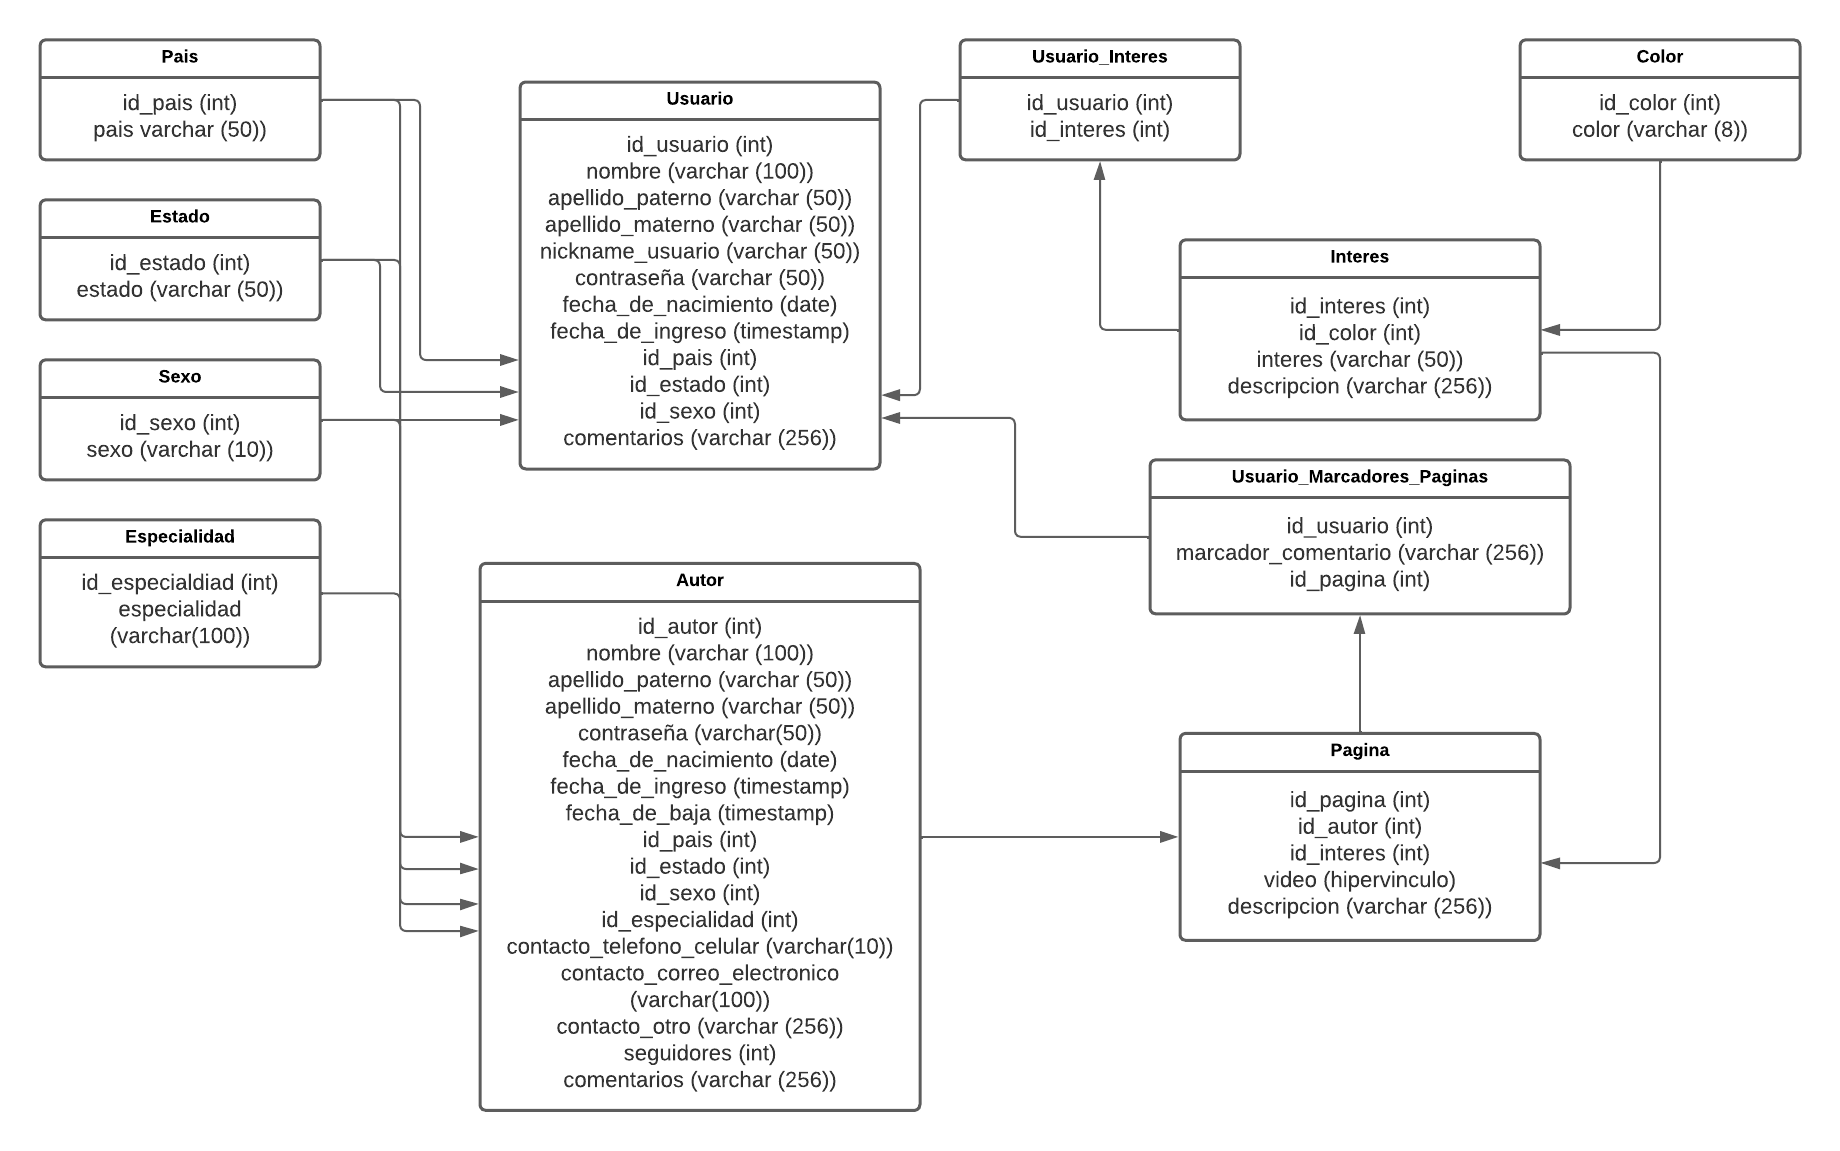 Pais
id_pais (int)
pais varchar (50))
Estado
id_estado (int)
estado (varchar (50))
Sexo
id_sexo (int)
sexo (varchar (10))
Especialidad
id_especialdiad (int)
especialidad
(varchar(100))
Usuario
id_usuario (int)
nombre (varchar (100))
apellido_paterno (varchar (50))
apellido_materno (varchar (50))
nickname_usuario (varchar (50))
contraseña (varchar (50))
fecha_de_nacimiento (date)
fecha_de_ingreso (timestamp)
id_pais (int)
id_estado (int)
id_sexo (int)
comentarios (varchar (256))
Autor
id_autor (int)
nombre (varchar (100))
apellido_paterno (varchar (50))
apellido_materno (varchar (50))
contraseña (varchar(50))
fecha_de_nacimiento (date)
fecha_de_ingreso (timestamp)
fecha_de_baja (timestamp)
id_pais (int)
id_estado (int)
id_sexo (int)
id_especialidad (int)
contacto_telefono_celular (varchar(10))
contacto_correo_electronico
(varchar(100))
contacto_otro (varchar (256))
seguidores (int)
comentarios (varchar (256))
Usuario_Interes
id_usuario (int)
id_interes (int)
Color
id_color (int)
color (varchar (8))
Interes
id_interes (int)
id_color (int)
interes (varchar (50))
descripcion (varchar (256))
Usuario_Marcadores_Paginas
id_usuario (int)
marcador_comentario (varchar (256))
id_pagina (int)
Pagina
id_pagina (int)
id_autor (int)
id_interes (int)
video (hipervinculo)
descripcion (varchar (256))